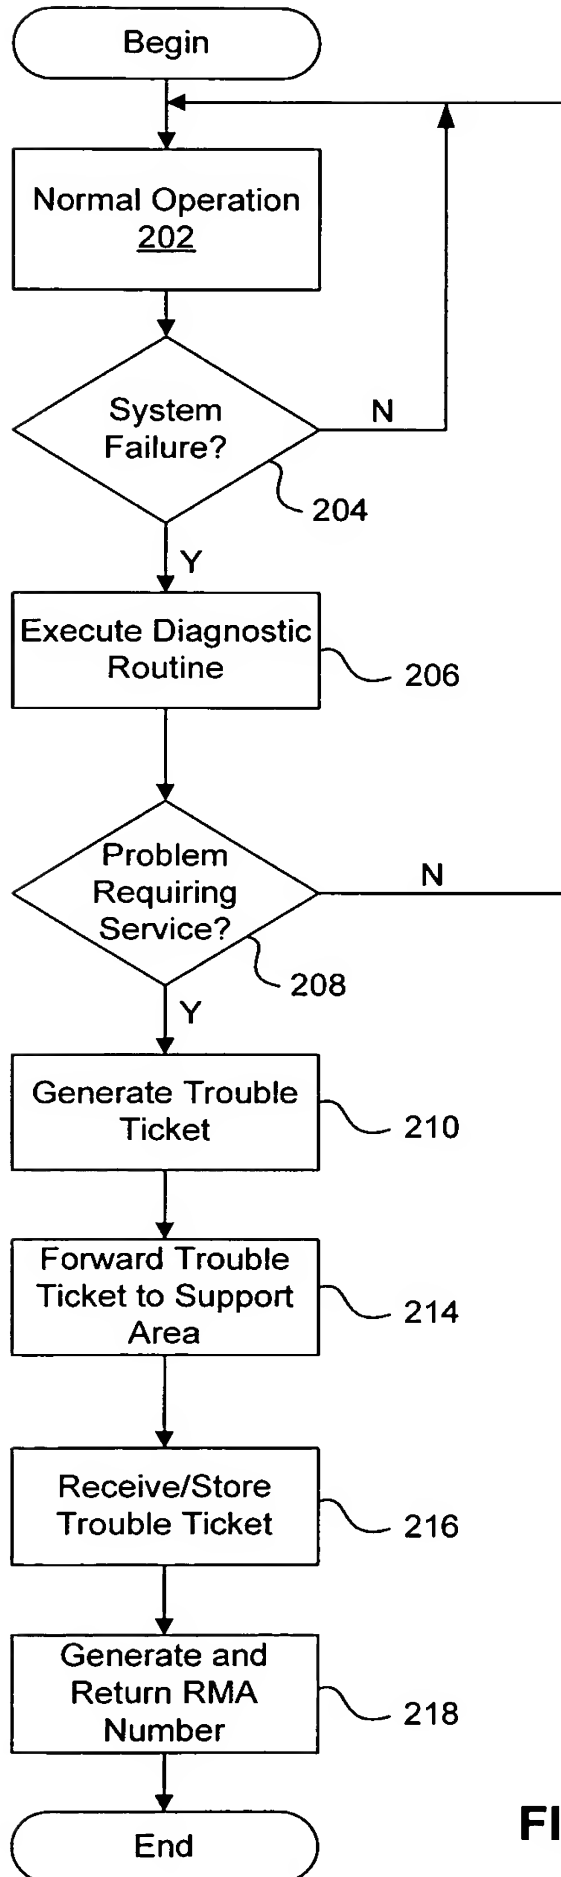 Begin
Normal Operation
202
System
Failure?
N
204
Y
Execute Diagnostic
Routine
206
Problem
Requiring
Service?
N
208
Y
Generate Trouble
Ticket
210
Forward Trouble
Ticket to Support
Area
214
Receive/Store
Trouble Ticket
216
Generate and
Return RMA
Number
218
End
FI